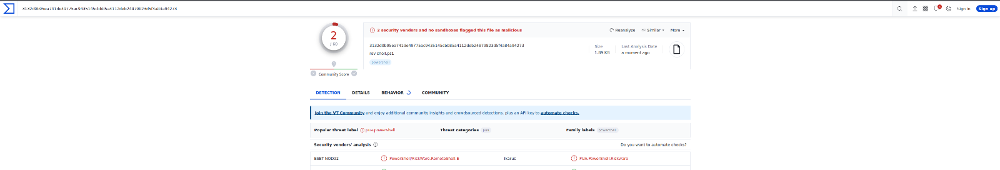 3132d0b95ea741de49775ac9435145cbb85a4112deb24879823d5f4a84a94273
2
Sign in
Sign up
2
/ 60
Community Score
2 security vendors and no sandboxes flagged this file as malicious
Reanalyze
Similar
More
3132d0b95ea741de49775ac9435145cbb85a4112deb24879823d5f4a84a94273
rev-shell.ps1
powershell
Size
1.89 KB
Last Analysis Date
a moment ago
DETECTION
DETAILS
BEHAVIOR
COMMUNITY
Join the VT Community and enjoy additional community insights and crowdsourced detections, plus an API key to automate checks.
Popular threat label
pua.powershell
Threat categories
pua
Family labels
powershell
Security vendors' analysis
Do you want to automate checks?
ESET-NOD32
PowerShell/RiskWare.RemoteShell.E
Ikarus
PUA.PowerShell.Riskware